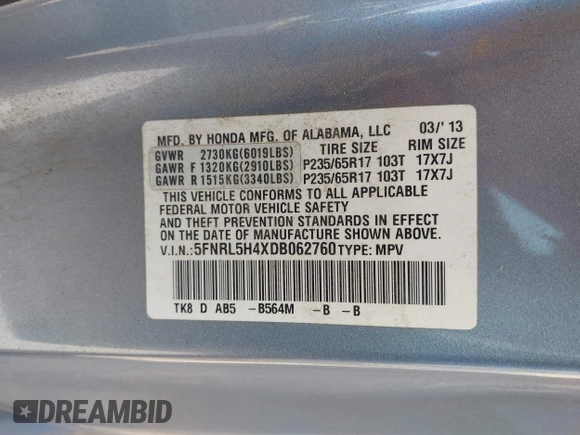 MFD. BY HONDA MFG. OF ALABAMA, LLC 03/'13
GVWR 2730KG(6019LBS) TIRE SIZE RIM SIZE
GAWR F 1320KG(2910LBS) P235/65R17 103T 17X7J
GAWR R 1515KG(3340LBS) P235/65R17 103T 17X7J
THIS VEHICLE CONFORMS TO ALL APPLICABLE
FEDERAL MOTOR VEHICLE SAFETY
AND THEFT PREVENTION STANDARDS IN EFFECT
ON THE DATE OF MANUFACTURE SHOWN ABOVE.
V.I.N.:5FNRL5H4XDB062760 TYPE: MPV
TK8 D AB5 -B564M -B -B
DREAMBID